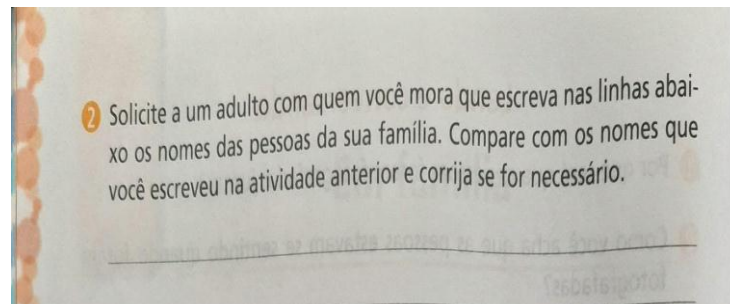 2 Solicite a um adulto com quem você mora que escreva nas linhas abai-
xo os nomes das pessoas da sua família. Compare com os nomes que
você escreveu na atividade anterior e corrija se for necessário.